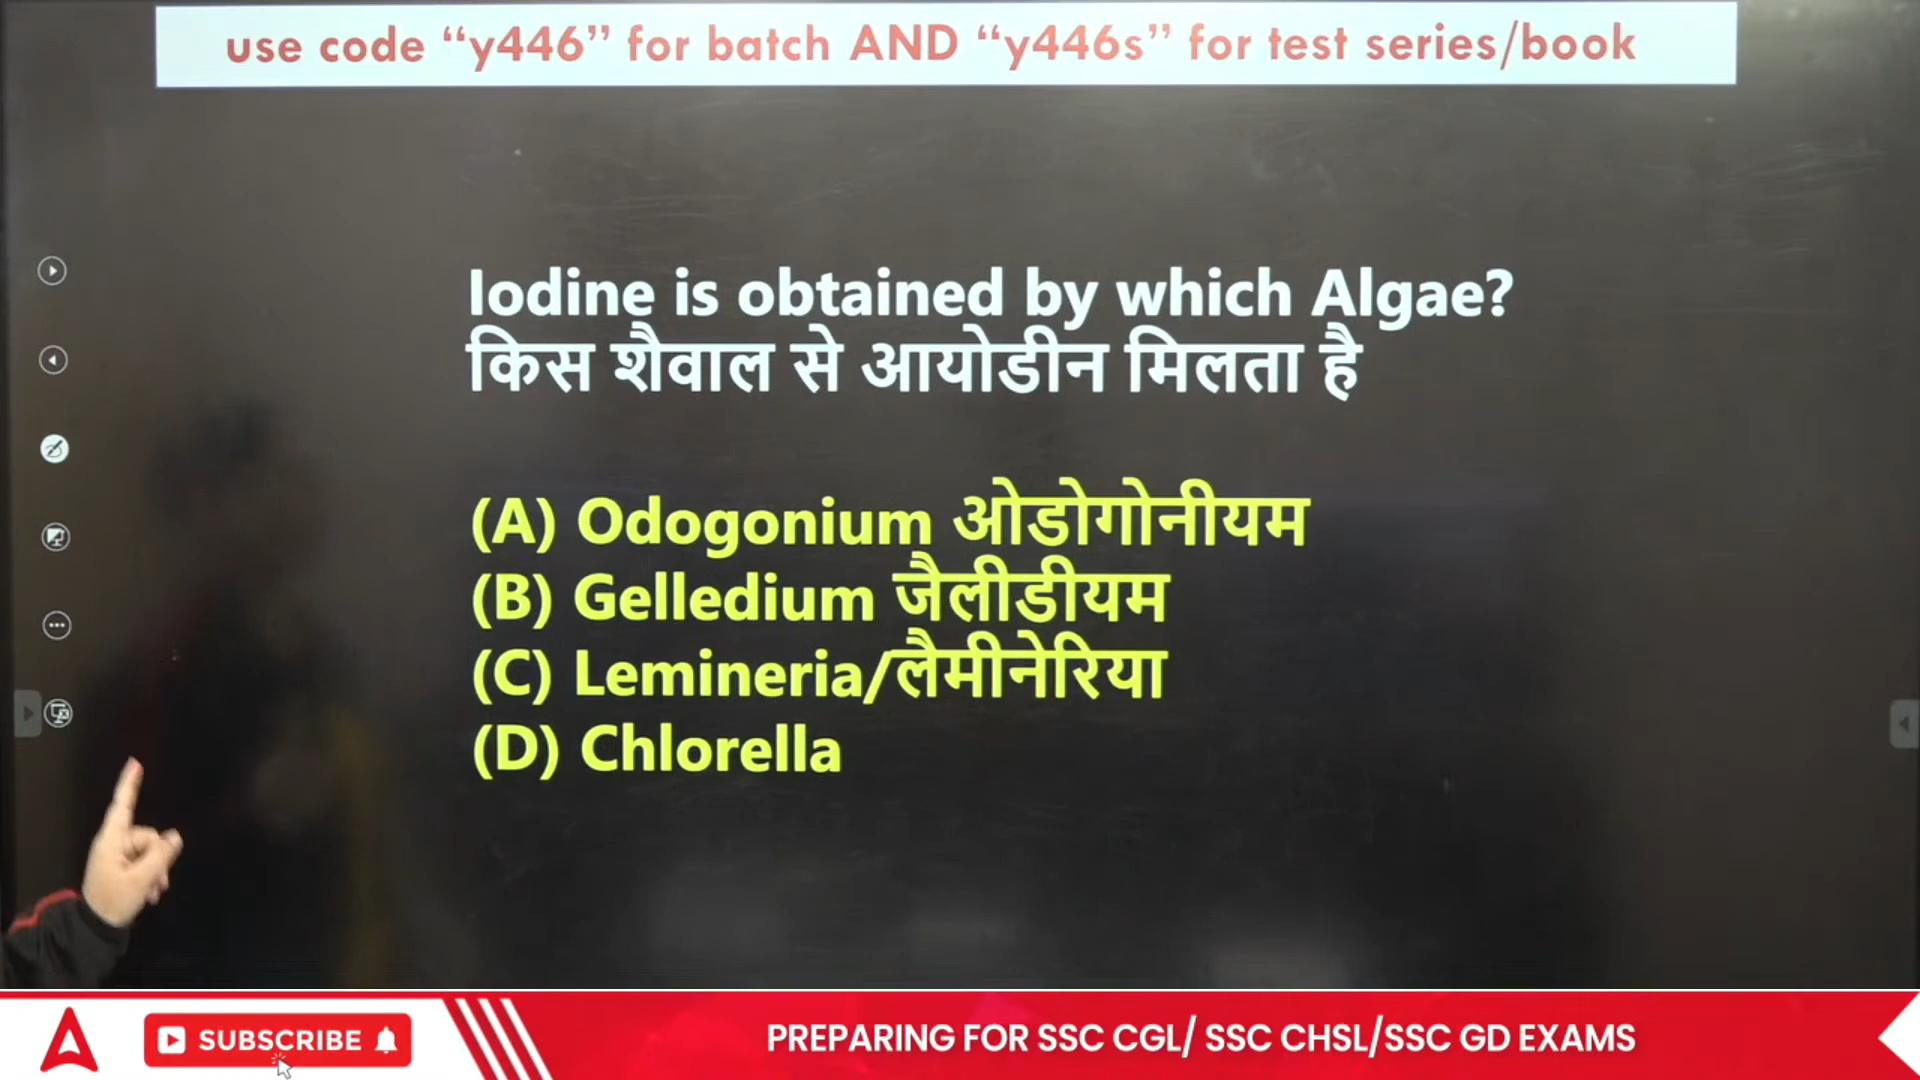 use code “y446” for batch AND “y446s” for test series/book
Iodine is obtained by which Algae?
किस शैवाल से आयोडीन मिलता है
(A) Odogonium ओडोगोनीयम
(B) Gelledium जैलीडीयम
(C) Lemineria/लैमीनेरिया
(D) Chlorella
SUBSCRIBE
PREPARING FOR SSC CGL/ SSC CHSL/SSC GD EXAMS